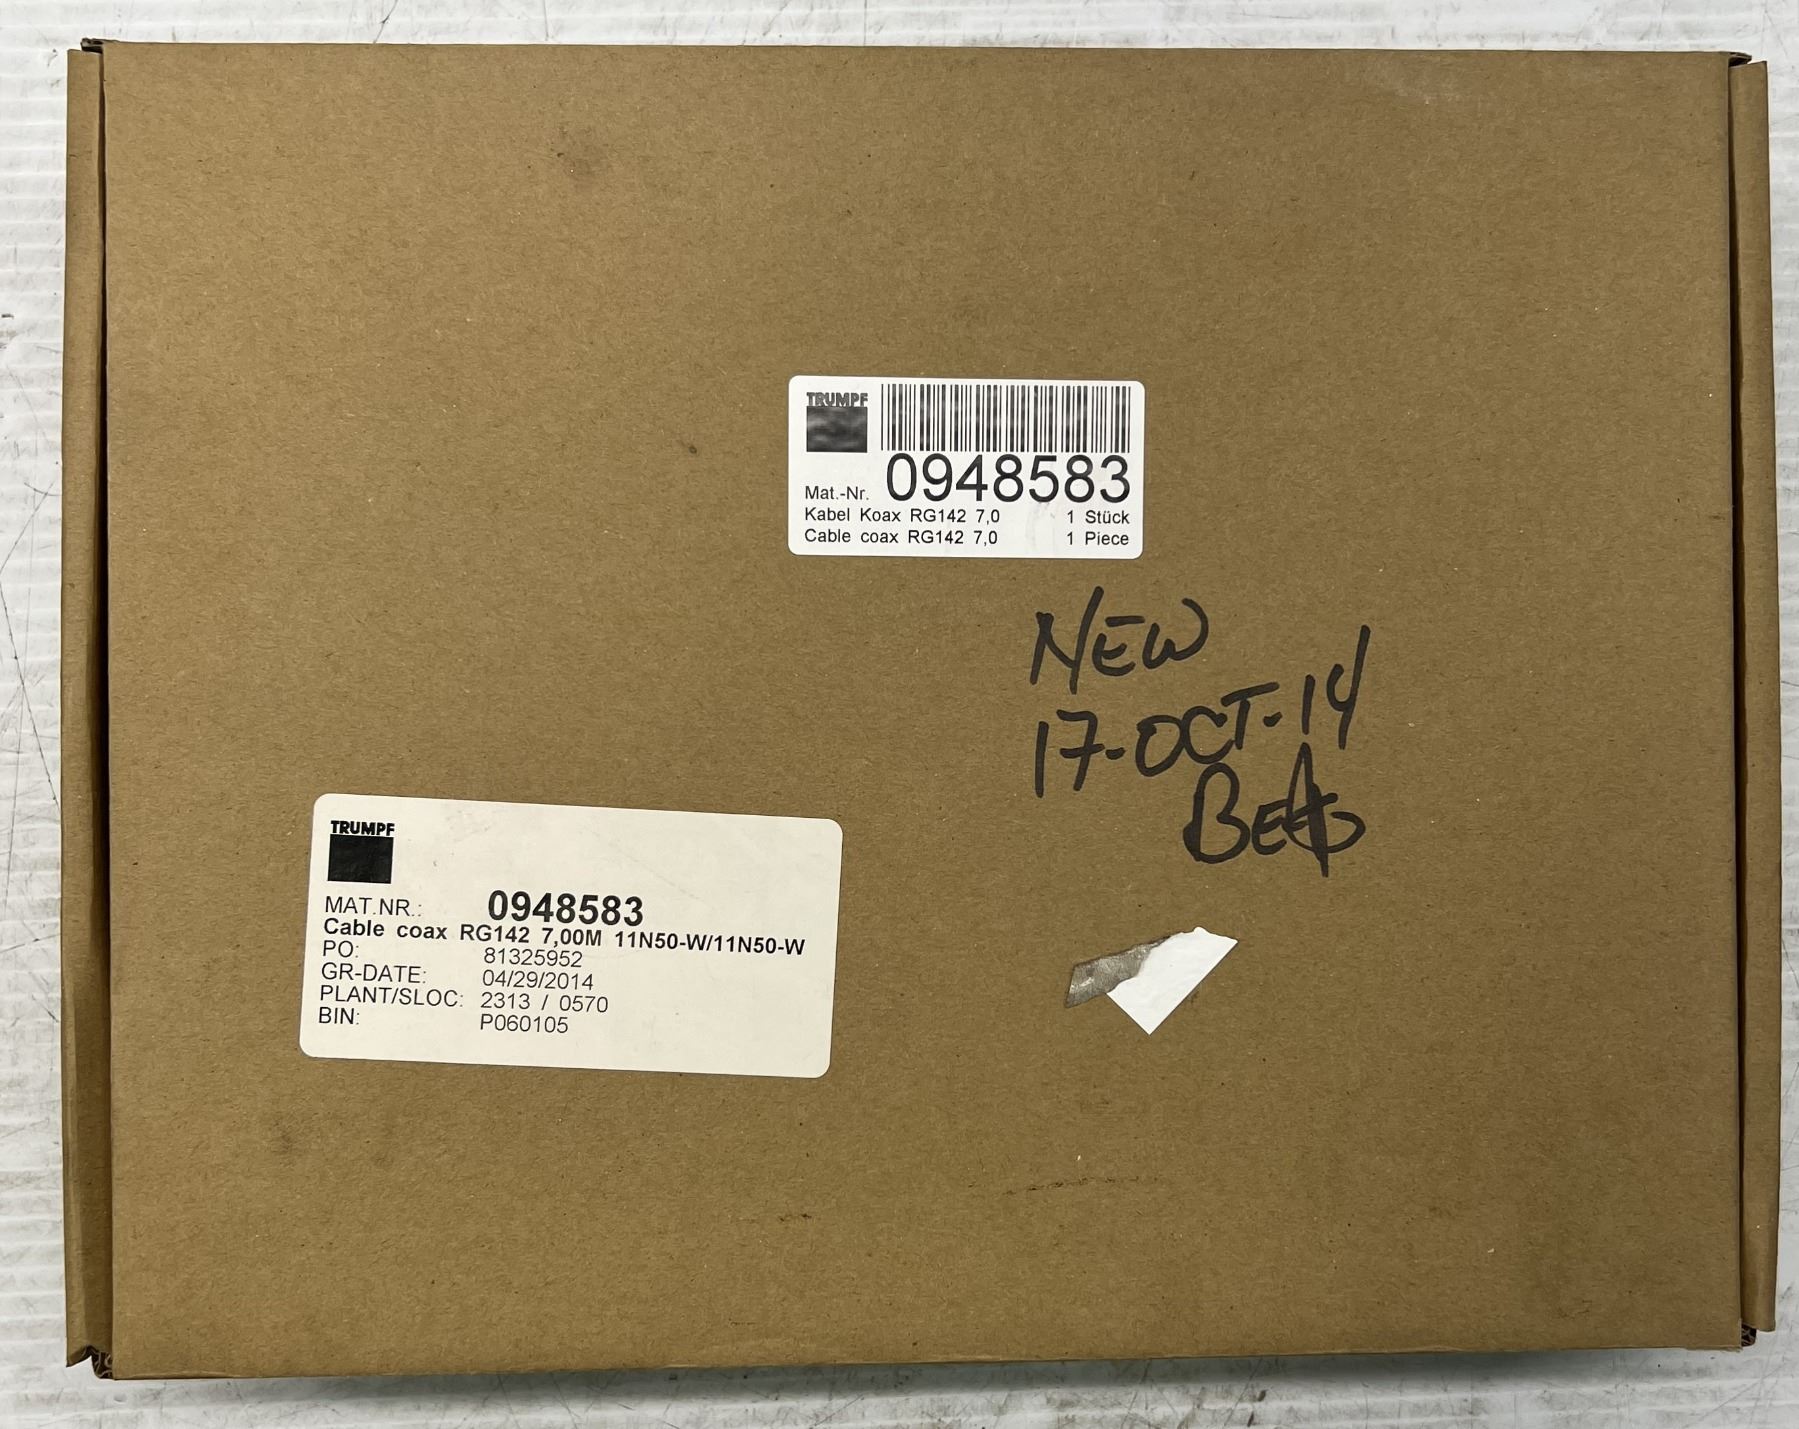 TRUMPF
Mat.-Nr. 0948583
Kabel Koax RG142 7,0 1 Stück
Cable coax RG142 7,0 1 Piece
NEW
17-OCT-14
TRUMPF
MAT.NR.: 0948583
Cable coax RG142 7,00M 11N50-W/11N50-W
PO: 81325952
GR-DATE: 04/29/2014
PLANT/SLOC: 2313 / 0570
BIN: P060105